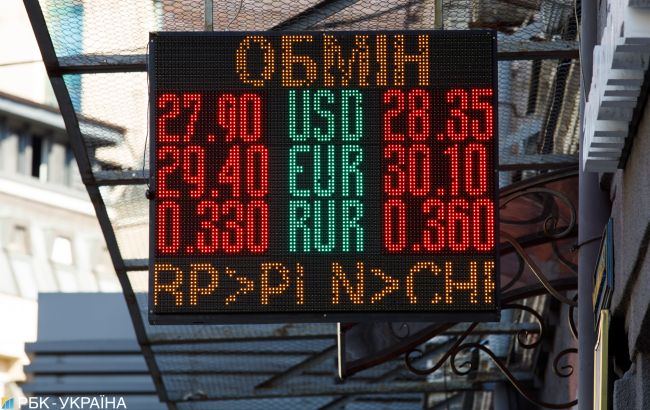 ОБМІН
27.90 USD 28.35
29.40 EUR 30.10
0.330 RUR 0.360
RP>Pi N>CHI
РБК - УКРАЇНА